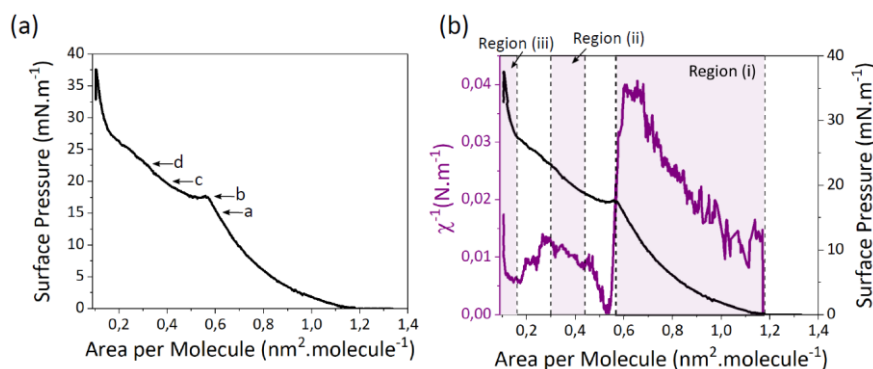 (a)
40
35
30
25
20
15
10
5
0
Surface Pressure (mN.m⁻¹)
d
c
b
a
0,2 0,4 0,6 0,8 1,0 1,2 1,4
Area per Molecule (nm².molecule⁻¹)
(b)
Region (iii)
Region (ii)
Region (i)
0,04
0,03
0,02
0,01
0,00
χ⁻¹(N.m⁻¹)
40
30
20
10
0
Surface Pressure (mN.m⁻¹)
0,2 0,4 0,6 0,8 1,0 1,2 1,4
Area per Molecule (nm².molecule⁻¹)